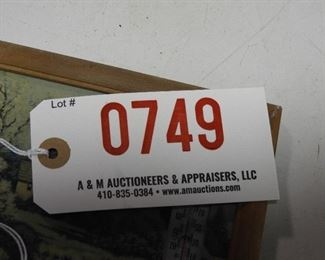 Lot #
0749
A & M AUCTIONEERS & APPRAISERS, LLC
410-835-0384 • www.amauctions.com